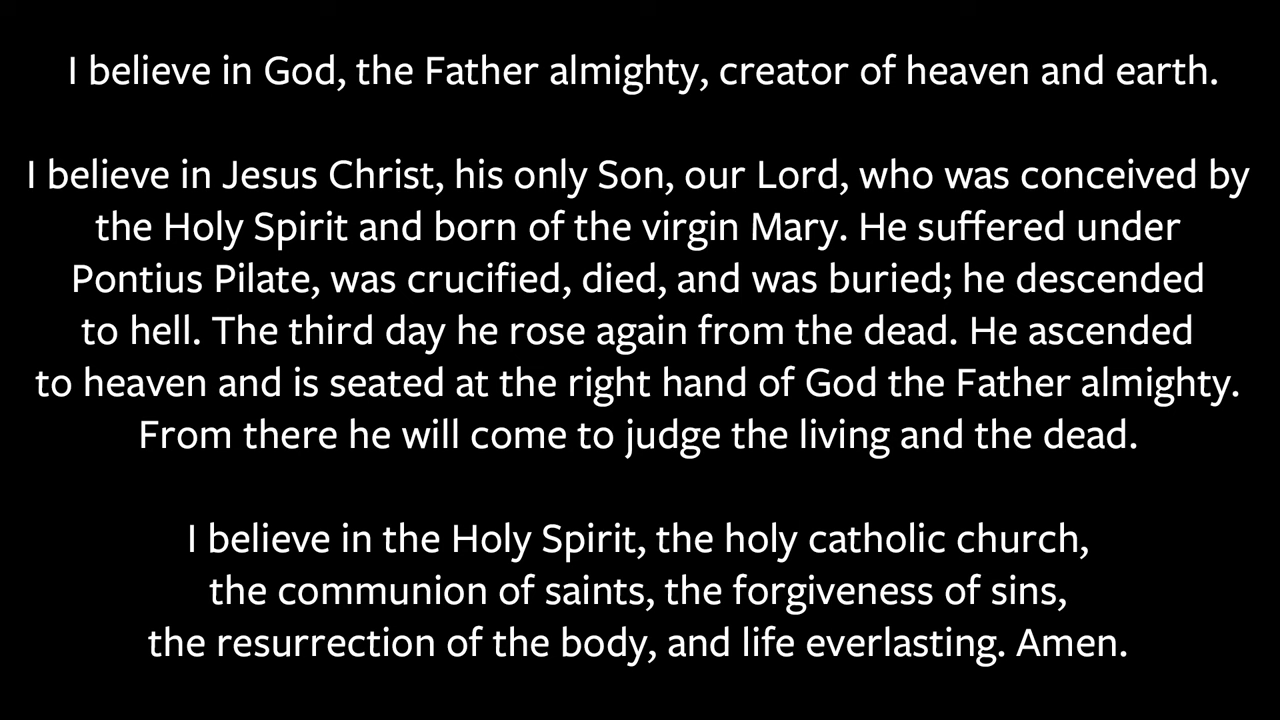 I believe in God, the Father almighty, creator of heaven and earth.
I believe in Jesus Christ, his only Son, our Lord, who was conceived by
the Holy Spirit and born of the virgin Mary. He suffered under
Pontius Pilate, was crucified, died, and was buried; he descended
to hell. The third day he rose again from the dead. He ascended
to heaven and is seated at the right hand of God the Father almighty.
From there he will come to judge the living and the dead.
I believe in the Holy Spirit, the holy catholic church,
the communion of saints, the forgiveness of sins,
the resurrection of the body, and life everlasting. Amen.